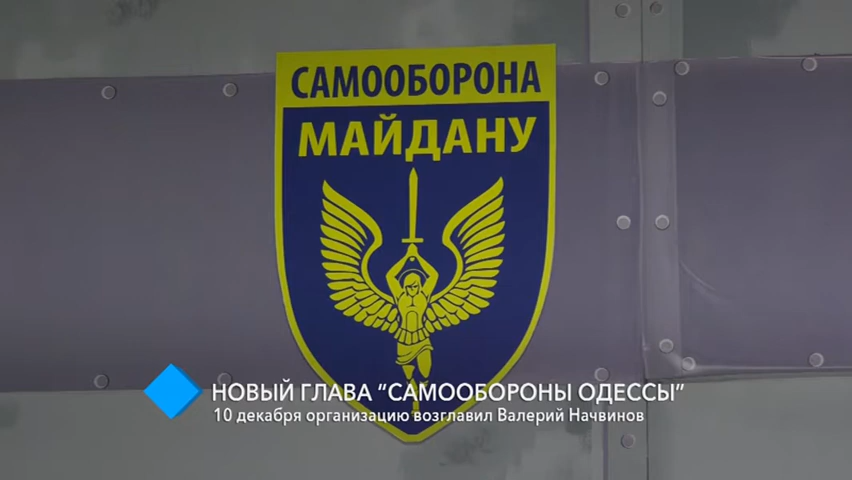 САМООБОРОНА
МАЙДАНУ
НОВЫЙ ГЛАВА “САМООБОРОНЫ ОДЕССЫ”
10 декабря организацию возглавил Валерий Начвинов